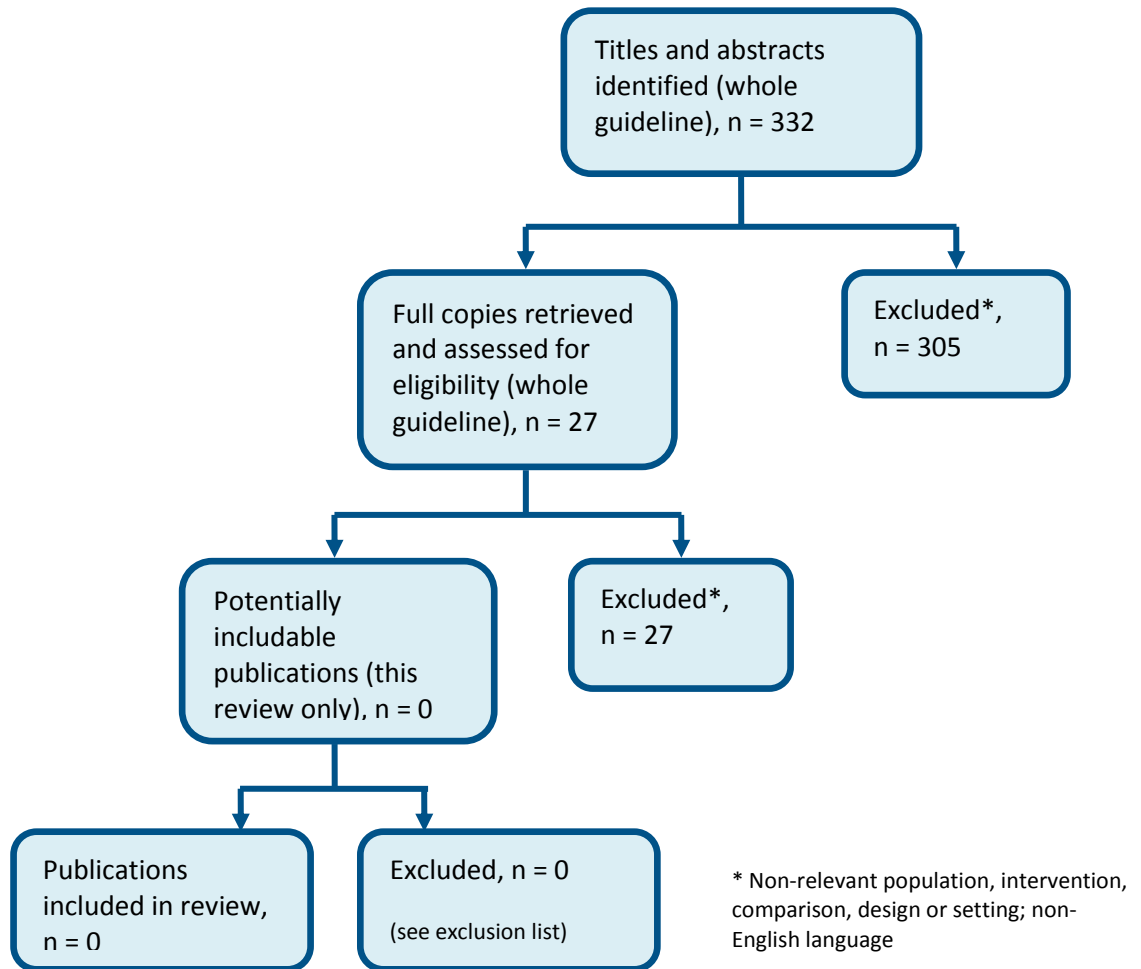 Titles and abstracts
identified (whole
guideline), n = 332
Full copies retrieved
and assessed for
eligibility (whole
guideline), n = 27
Excluded*,
n = 305
Potentially
includable
publications (this
review only), n = 0
Excluded*,
n = 27
Publications
included in review,
n = 0
Excluded, n = 0
(see exclusion list)
* Non-relevant population, intervention,
comparison, design or setting; non-
English language